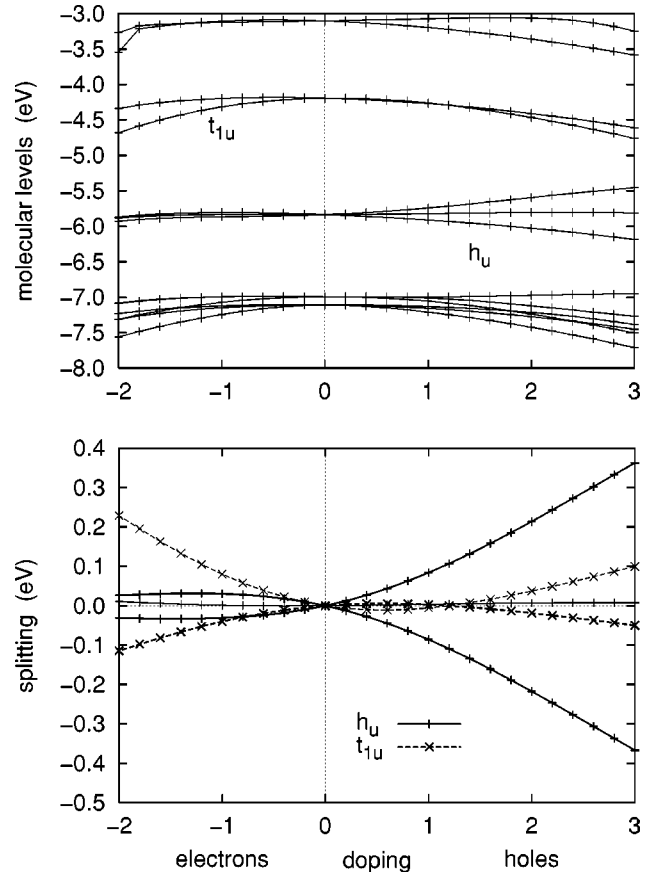 molecular levels (eV)
−3.0
−3.5
−4.0
−4.5
−5.0
−5.5
−6.0
−6.5
−7.0
−7.5
−8.0
t1u
hu
−2 −1 0 1 2 3
splitting (eV)
0.4
0.3
0.2
0.1
0.0
−0.1
−0.2
−0.3
−0.4
−0.5
hu
t1u
−2 −1 0 1 2 3
electrons doping holes